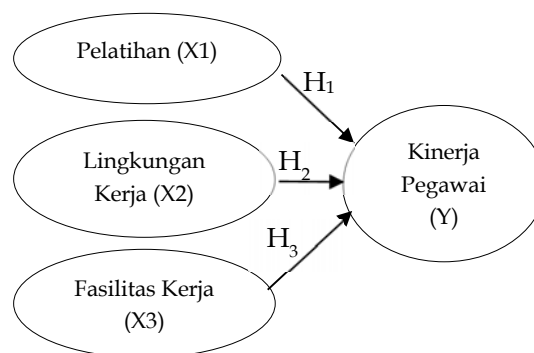 Pelatihan (X1)
H1
Lingkungan
Kerja (X2)
H2
Kinerja
Pegawai
(Y)
H3
Fasilitas Kerja
(X3)